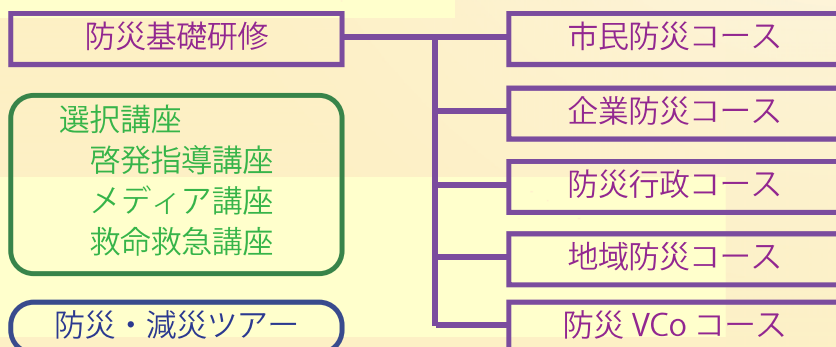 防災基礎研修
選択講座
啓発指導講座
メディア講座
救命救急講座
防災・減災ツアー
市民防災コース
企業防災コース
防災行政コース
地域防災コース
防災 VCo コース